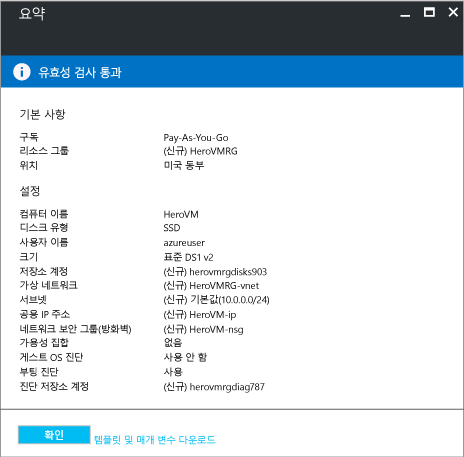 요약
유효성 검사 통과
기본 사항
구독 Pay-As-You-Go
리소스 그룹 (신규) HeroVMRG
위치 미국 동부
설정
컴퓨터 이름 HeroVM
디스크 유형 SSD
사용자 이름 azureuser
크기 표준 DS1 v2
저장소 계정 (신규) herovmrgdisks903
가상 네트워크 (신규) HeroVMRG-vnet
서브넷 (신규) 기본값(10.0.0.0/24)
공용 IP 주소 (신규) HeroVM-ip
네트워크 보안 그룹(방화벽) (신규) HeroVM-nsg
가용성 집합 없음
게스트 OS 진단 사용 안 함
부팅 진단 사용
진단 저장소 계정 (신규) herovmrgdiag787
확인 템플릿 및 매개 변수 다운로드